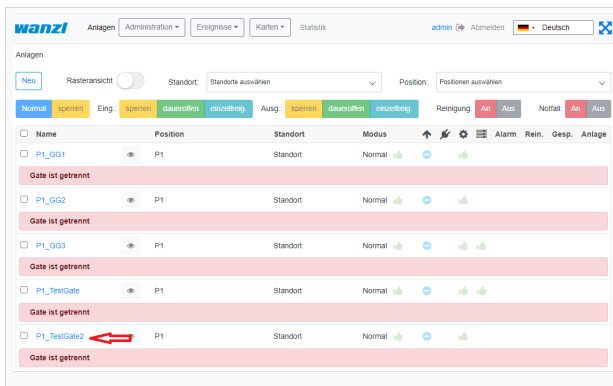 wanzl Anlagen Administration Ereignisse Karten Statistik admin Abmelden Deutsch
Anlagen
Neu Rasteransicht Standort: Standorte auswählen Position: Positionen auswählen
Normal sperren Eing.: sperren daueroffen einzelfreig. Ausg.: sperren daueroffen einzelfreig. Reinigung: An Aus Notfall: An Aus
Name Position Standort Modus Alarm Rein. Gesp. Anlage
P1_GG1 P1 Standort Normal
Gate ist getrennt
P1_GG2 P1 Standort Normal
Gate ist getrennt
P1_GG3 P1 Standort Normal
Gate ist getrennt
P1_TestGate P1 Standort Normal
Gate ist getrennt
P1_TestGate2 P1 Standort Normal
Gate ist getrennt